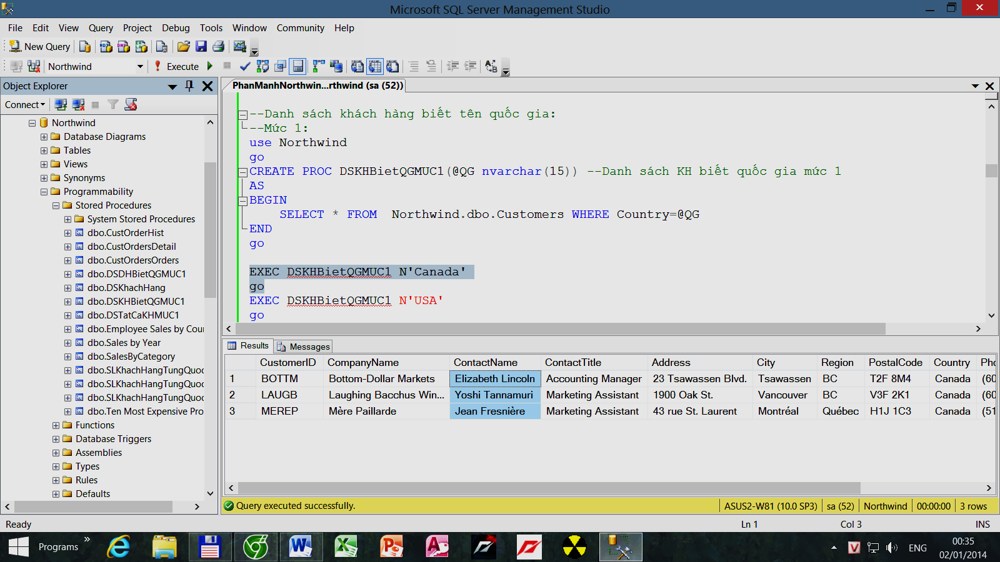 Microsoft SQL Server Management Studio
File Edit View Query Project Debug Tools Window Community Help
New Query
Northwind Execute
Object Explorer
Connect
Northwind
Database Diagrams
Tables
Views
Synonyms
Programmability
Stored Procedures
System Stored Procedures
dbo.CustOrderHist
dbo.CustOrdersDetail
dbo.CustOrdersOrders
dbo.DSDHBietQGMUC1
dbo.DSKhachHang
dbo.DSKHBietQGMUC1
dbo.DSTatCaKHMUC1
dbo.Employee Sales by Cour
dbo.Sales by Year
dbo.SalesByCategory
dbo.SLKhachHangTungQuoc
dbo.SLKhachHangTungQuoc
dbo.SLKhachHangTungQuoc
dbo.Ten Most Expensive Pro
Functions
Database Triggers
Assemblies
Types
Rules
Defaults
PhanManhNorthwin...rthwind (sa (52))
--Danh sách khách hàng biết tên quốc gia:
--Mức 1:
use Northwind
go
CREATE PROC DSKHBietQGMUC1(@QG nvarchar(15)) --Danh sách KH biết quốc gia mức 1
AS
BEGIN
SELECT * FROM Northwind.dbo.Customers WHERE Country=@QG
END
go
EXEC DSKHBietQGMUC1 N'Canada'
go
EXEC DSKHBietQGMUC1 N'USA'
go
Results Messages
CustomerID CompanyName ContactName ContactTitle Address City Region PostalCode Country Pho
1 BOTTM Bottom-Dollar Markets Elizabeth Lincoln Accounting Manager 23 Tsawassen Blvd. Tsawassen BC T2F 8M4 Canada (60
2 LAUGB Laughing Bacchus Win... Yoshi Tannamuri Marketing Assistant 1900 Oak St. Vancouver BC V3F 2K1 Canada (60
3 MEREP Mère Paillarde Jean Fresnière Marketing Assistant 43 rue St. Laurent Montréal Québec H1J 1C3 Canada (51
Query executed successfully. ASUS2-W81 (10.0 SP3) sa (52) Northwind 00:00:00 3 rows
Ready Ln 1 Col 3 INS
Programs ENG 00:35
02/01/2014